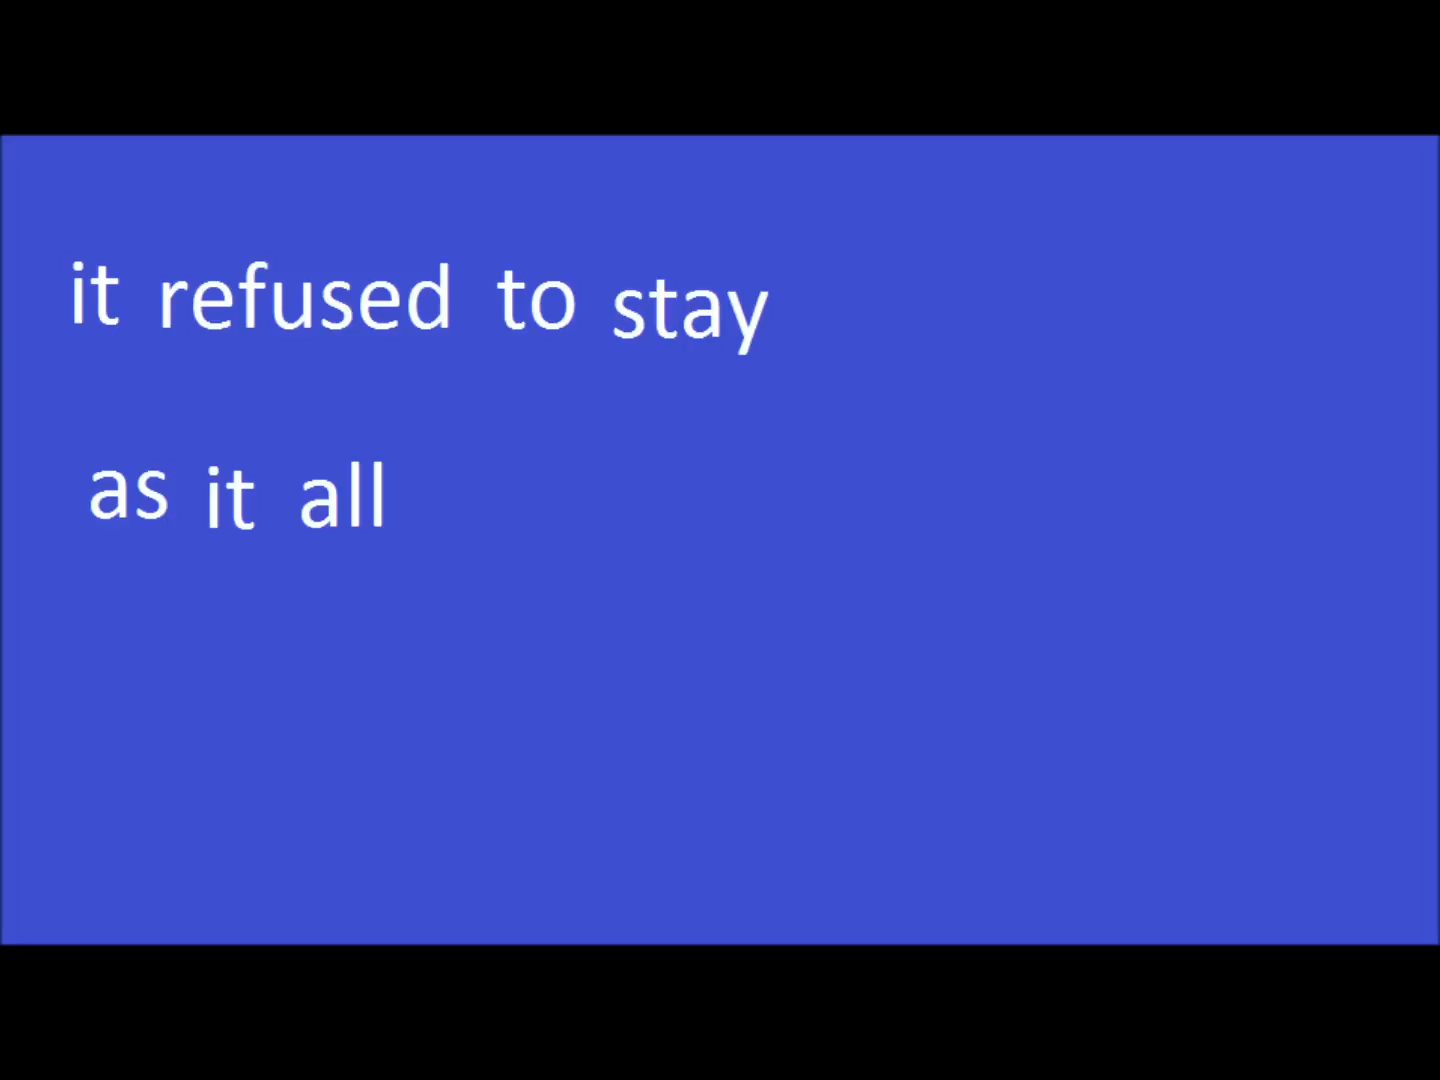 it refused to stay
as it all